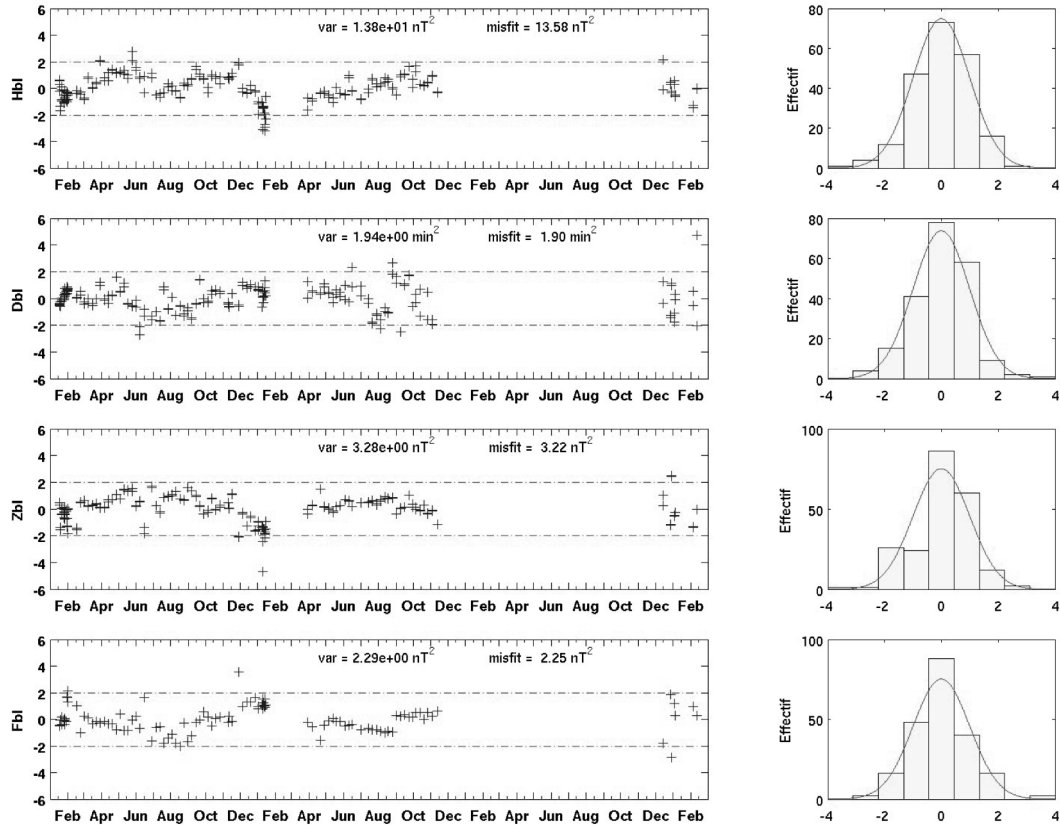 var = 1.38e+01 nT² misfit = 13.58 nT²
Hbl
6
4
2
0
-2
-4
-6
Feb Apr Jun Aug Oct Dec Feb Apr Jun Aug Oct Dec Feb Apr Jun Aug Oct Dec Feb
Effectif
80
60
40
20
0
-4 -2 0 2 4
var = 1.94e+00 min² misfit = 1.90 min²
Dbl
6
4
2
0
-2
-4
-6
Feb Apr Jun Aug Oct Dec Feb Apr Jun Aug Oct Dec Feb Apr Jun Aug Oct Dec Feb
Effectif
80
60
40
20
0
-4 -2 0 2 4
var = 3.28e+00 nT² misfit = 3.22 nT²
Zbl
6
4
2
0
-2
-4
-6
Feb Apr Jun Aug Oct Dec Feb Apr Jun Aug Oct Dec Feb Apr Jun Aug Oct Dec Feb
Effectif
100
50
0
-4 -2 0 2 4
var = 2.29e+00 nT² misfit = 2.25 nT²
Fbl
6
4
2
0
-2
-4
-6
Feb Apr Jun Aug Oct Dec Feb Apr Jun Aug Oct Dec Feb Apr Jun Aug Oct Dec Feb
Effectif
100
50
0
-4 -2 0 2 4